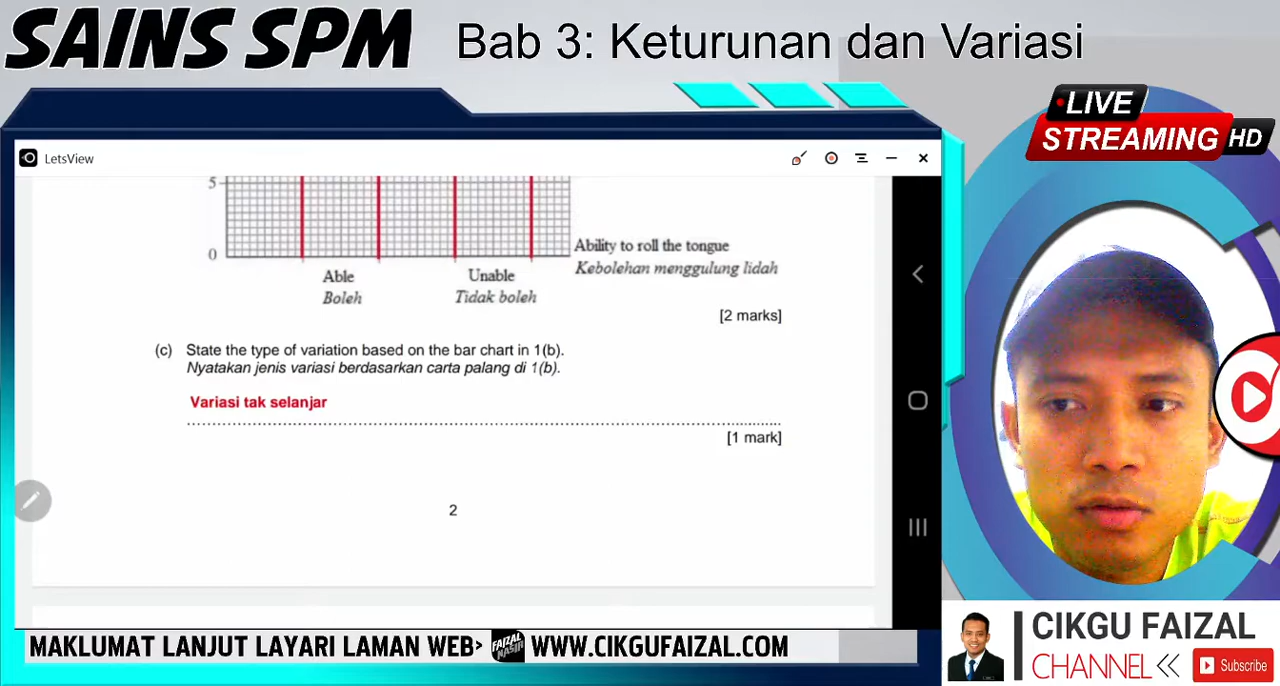 SAINS SPM
Bab 3: Keturunan dan Variasi
LIVE
STREAMING HD
LetsView
5
0
Able
Boleh
Unable
Tidak boleh
Ability to roll the tongue
Kebolehan menggulung lidah
[2 marks]
(c) State the type of variation based on the bar chart in 1(b).
Nyatakan jenis variasi berdasarkan carta palang di 1(b).
Variasi tak selanjar
[1 mark]
2
MAKLUMAT LANJUT LAYARI LAMAN WEB> FAIZAL NASIR WWW.CIKGUFAIZAL.COM
CIKGU FAIZAL
CHANNEL << Subscribe